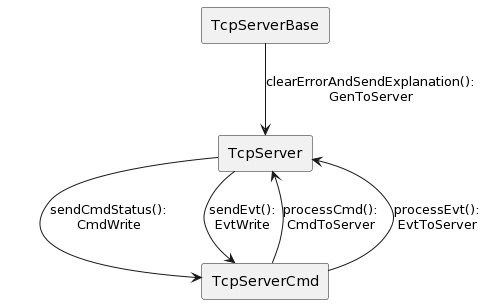 TcpServerBase
clearErrorAndSendExplanation():
GenToServer
TcpServer
sendCmdStatus():
CmdWrite
sendEvt():
EvtWrite
processCmd():
CmdToServer
processEvt():
EvtToServer
TcpServerCmd